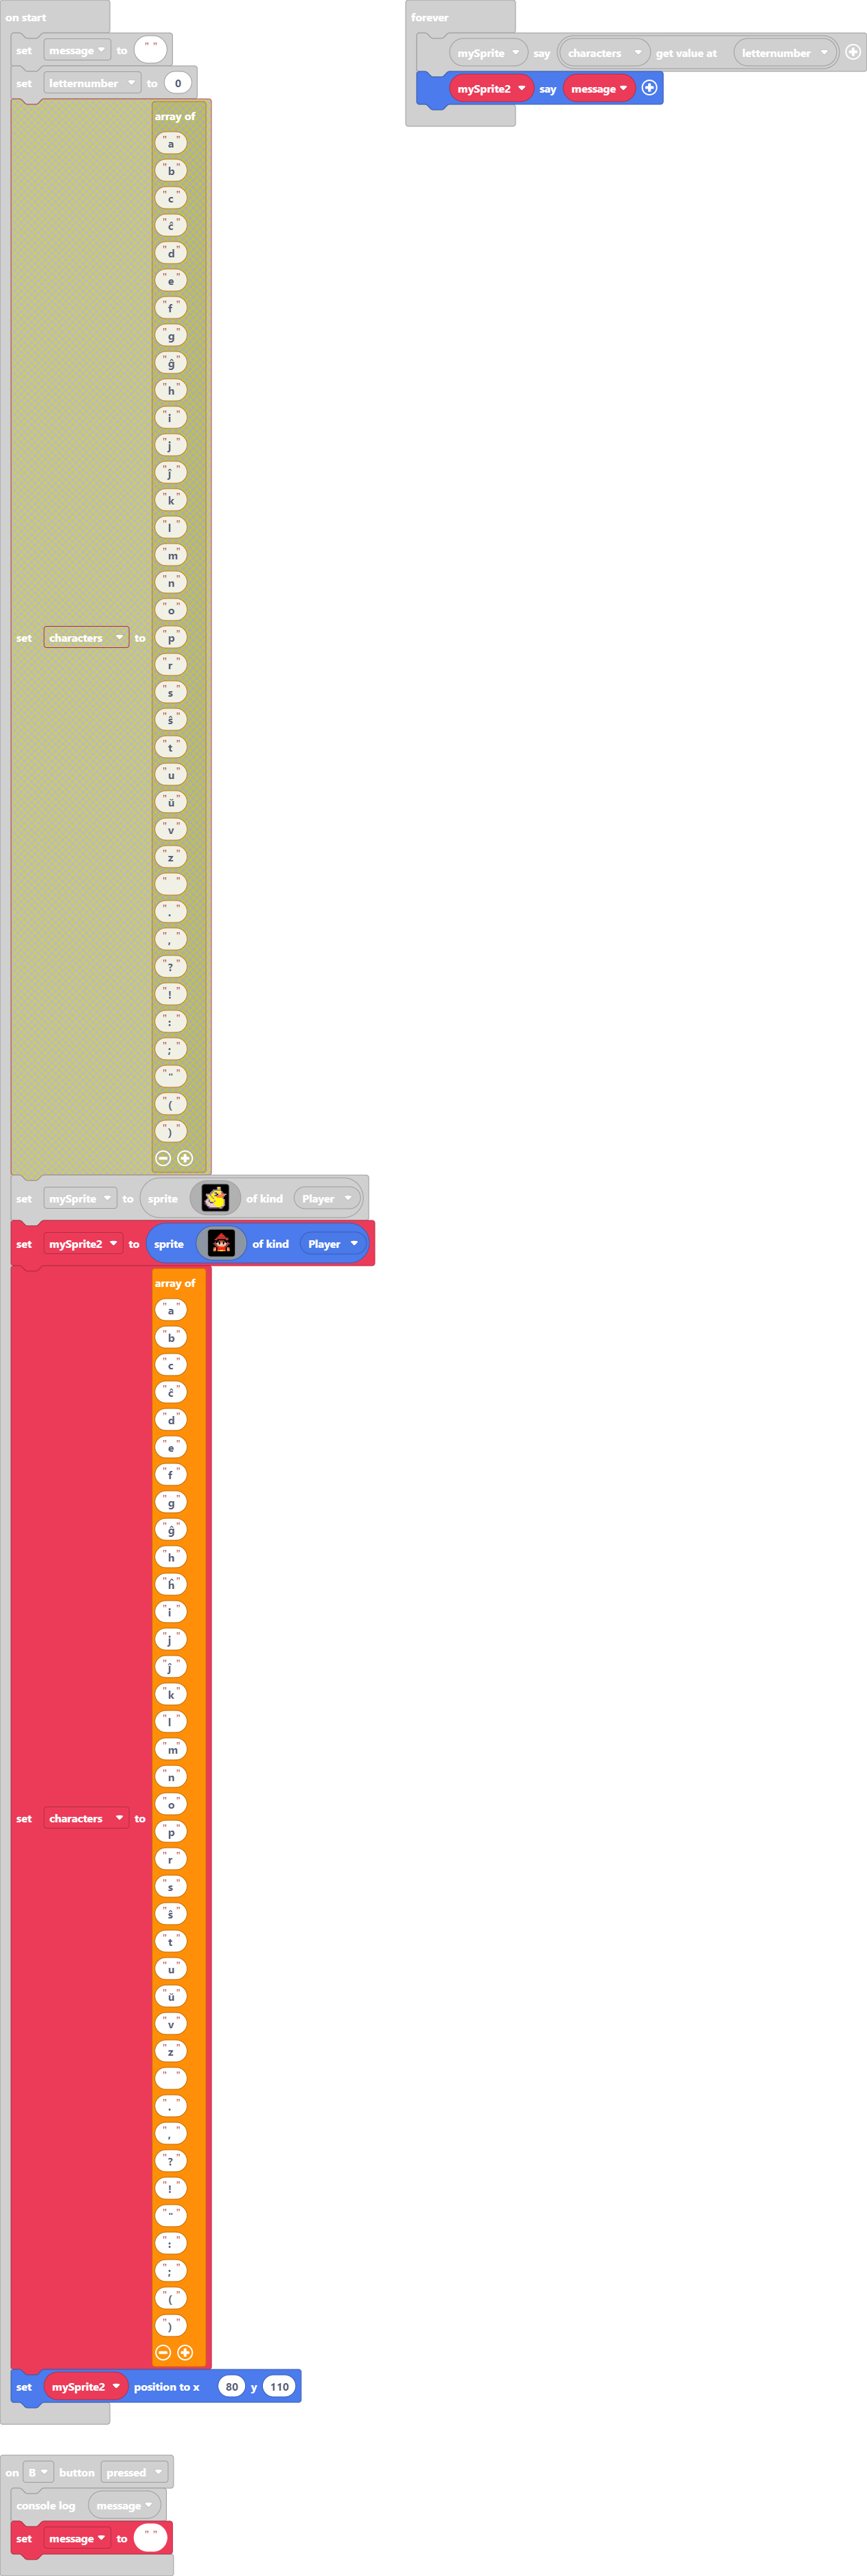 on start
set message to " "
set letternumber to 0
array of
"a"
"b"
"c"
"ĉ"
"d"
"e"
"f"
"g"
"ĝ"
"h"
"i"
"j"
"ĵ"
"k"
"l"
"m"
"n"
"o"
set characters to "p"
"r"
"s"
"ŝ"
"t"
"u"
"ŭ"
"v"
"z"
" "
"."
","
"?"
"!"
":"
";"
"""
"("
")"
set mySprite to sprite of kind Player
set mySprite2 to sprite of kind Player
array of
"a"
"b"
"c"
"ĉ"
"d"
"e"
"f"
"g"
"ĝ"
"h"
"ĥ"
"i"
"j"
"ĵ"
"k"
"l"
"m"
"n"
"o"
set characters to "p"
"r"
"s"
"ŝ"
"t"
"u"
"ŭ"
"v"
"z"
" "
"."
","
"?"
"!"
"""
":"
";"
"("
")"
set mySprite2 position to x 80 y 110
on B button pressed
console log message
set message to " "
forever
mySprite say characters get value at letternumber
mySprite2 say message